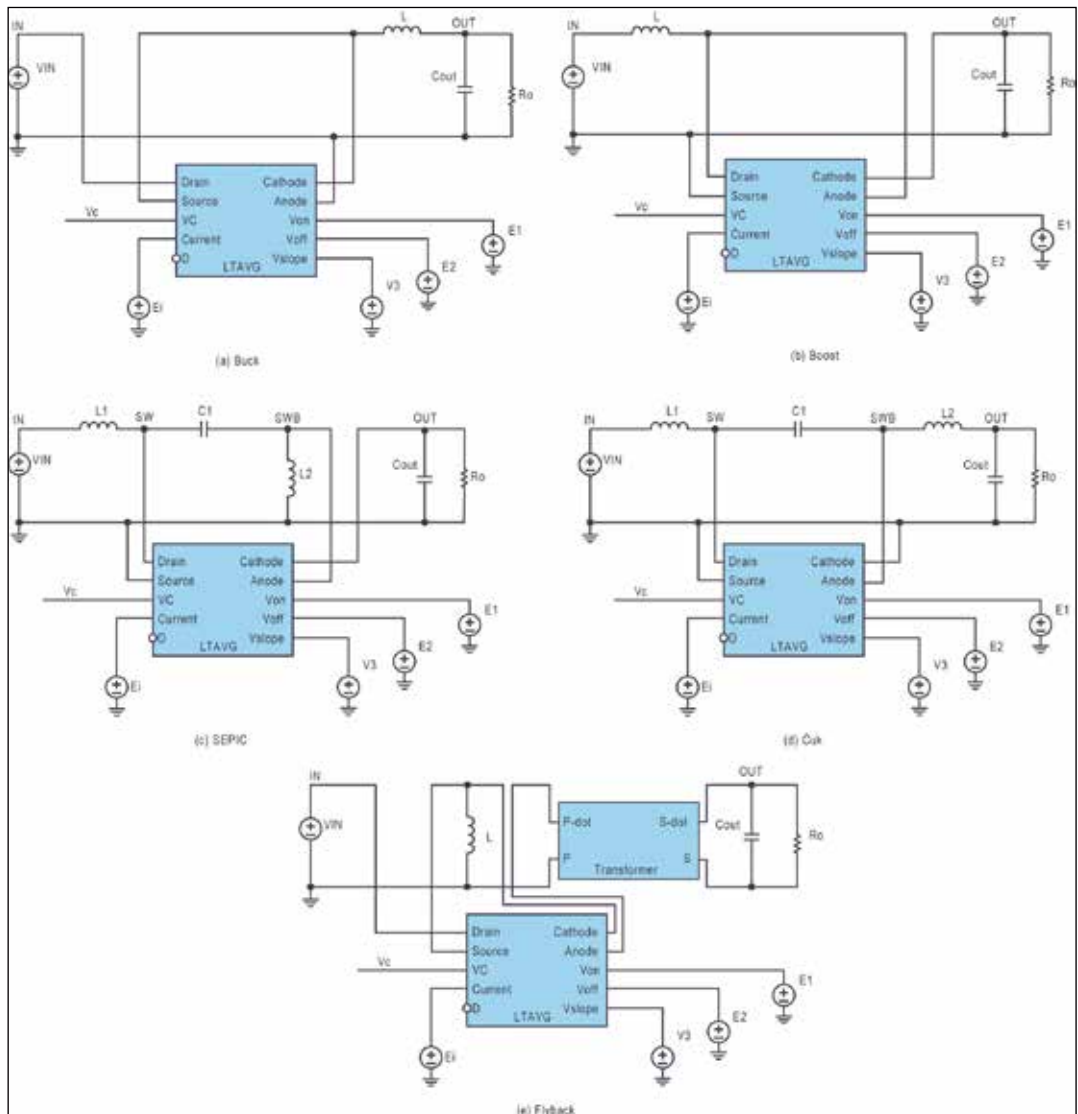 IN
L
OUT
VIN
Cout
Ro
Drain
Cathode
Source
Anode
Vc
VC
Von
Current
Voff
E1
D
Vslope
LTAVG
E2
V3
Ei
(a) Buck
IN
L
OUT
VIN
Cout
Ro
Drain
Cathode
Source
Anode
Vc
VC
Von
Current
Voff
E1
D
Vslope
LTAVG
E2
V3
Ei
(b) Boost
IN
L1
SW
C1
SWB
OUT
VIN
L2
Cout
Ro
Drain
Cathode
Source
Anode
Vc
VC
Von
Current
Voff
E1
D
Vslope
LTAVG
E2
V3
Ei
(c) SEPIC
IN
L1
SW
C1
SWB
L2
OUT
VIN
Cout
Ro
Drain
Cathode
Source
Anode
Vc
VC
Von
Current
Voff
E1
D
Vslope
LTAVG
E2
V3
Ei
(d) Ćuk
IN
OUT
VIN
L
P-dot
S-dot
Cout
Ro
P
S
Transformer
Drain
Cathode
Source
Anode
Vc
VC
Von
Current
Voff
E1
D
Vslope
LTAVG
E2
V3
Ei
(e) Flyback